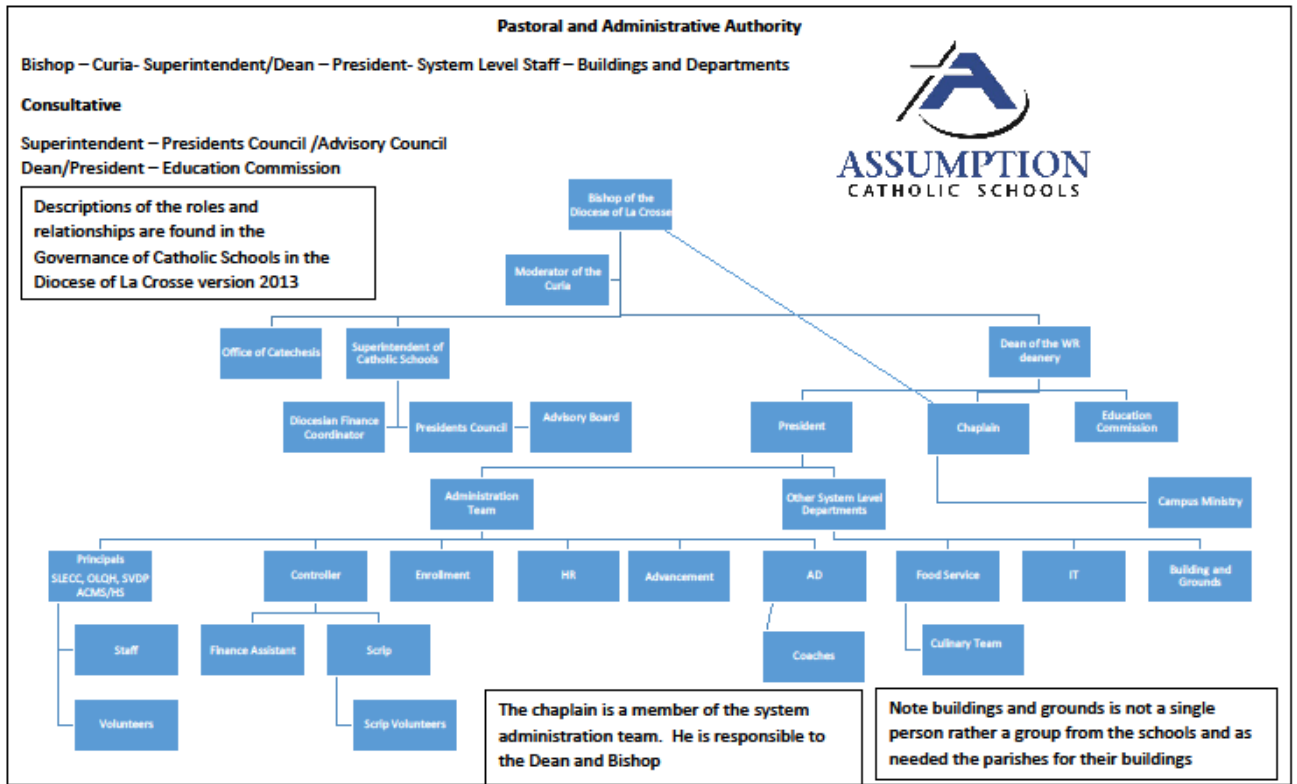 Pastoral and Administrative Authority
Bishop – Curia- Superintendent/Dean – President- System Level Staff – Buildings and Departments
Consultative
Superintendent – Presidents Council /Advisory Council
Dean/President – Education Commission
ASSUMPTION
CATHOLIC SCHOOLS
Descriptions of the roles and
relationships are found in the
Governance of Catholic Schools in the
Diocese of La Crosse version 2013
Bishop of the
Diocese of La Crosse
Moderator of the
Curia
Office of Catechesis
Superintendent of
Catholic Schools
Dean of the WR
deanery
Diocesian Finance
Coordinator
Presidents Council
Advisory Board
President
Chaplain
Education
Commission
Administration
Team
Other System Level
Departments
Campus Ministry
Principals
SLECC, OLQH, SVDP
ACMS/HS
Controller
Enrollment
HR
Advancement
AD
Food Service
IT
Building and
Grounds
Staff
Finance Assistant
Scrip
Coaches
Culinary Team
Volunteers
Scrip Volunteers
The chaplain is a member of the system
administration team.  He is responsible to
the Dean and Bishop
Note buildings and grounds is not a single
person rather a group from the schools and as
needed the parishes for their buildings